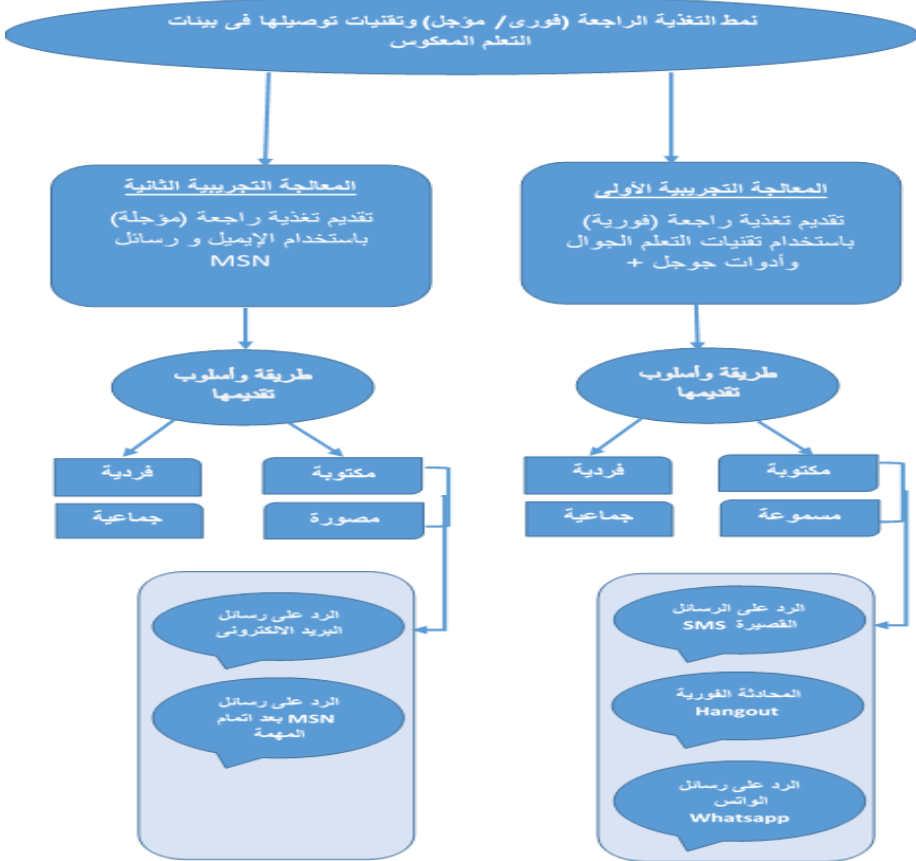 نمط التغذية الراجعة (فورى/ مؤجل) وتقنيات توصيلها فى بيئات
التعلم المعكوس
المعالجة التجريبية الأولى
تقديم تغذية راجعة (فورية)
باستخدام تقنيات التعلم الجوال
وأدوات جوجل +
المعالجة التجريبية الثانية
تقديم تغذية راجعة (مؤجلة)
باستخدام الإيميل و رسائل
MSN
طريقة وأسلوب
تقديمها
طريقة وأسلوب
تقديمها
مكتوبة
فردية
مسموعة
جماعية
مكتوبة
فردية
مصورة
جماعية
الرد على الرسائل
القصيرة SMS
المحادثة الفورية
Hangout
الرد على رسائل
الواتس
Whatsapp
الرد على رسائل
البريد الالكترونى
الرد على رسائل
MSN بعد اتمام
المهمة